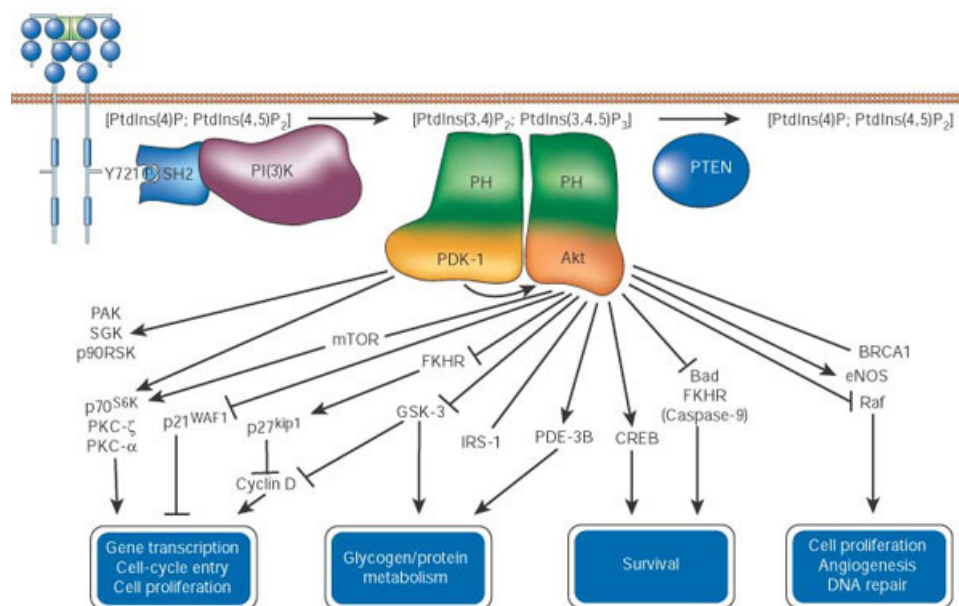 [PtdIns(4)P; PtdIns(4,5)P₂]
[PtdIns(3,4)P₂; PtdIns(3,4,5)P₃]
[PtdIns(4)P; PtdIns(4,5)P₂]
Y721 P SH2
PI(3)K
PH
PH
PTEN
PDK-1
Akt
PAK
SGK
p90RSK
mTOR
FKHR
BRCA1
eNOS
Raf
Bad
FKHR
(Caspase-9)
p70ˢ⁶ᴷ
PKC-ζ
PKC-α
p21ᵂᴬᶠ¹
p27ᵏⁱᵖ¹
GSK-3
IRS-1
PDE-3B
CREB
Cyclin D
Gene transcription
Cell-cycle entry
Cell proliferation
Glycogen/protein
metabolism
Survival
Cell proliferation
Angiogenesis
DNA repair